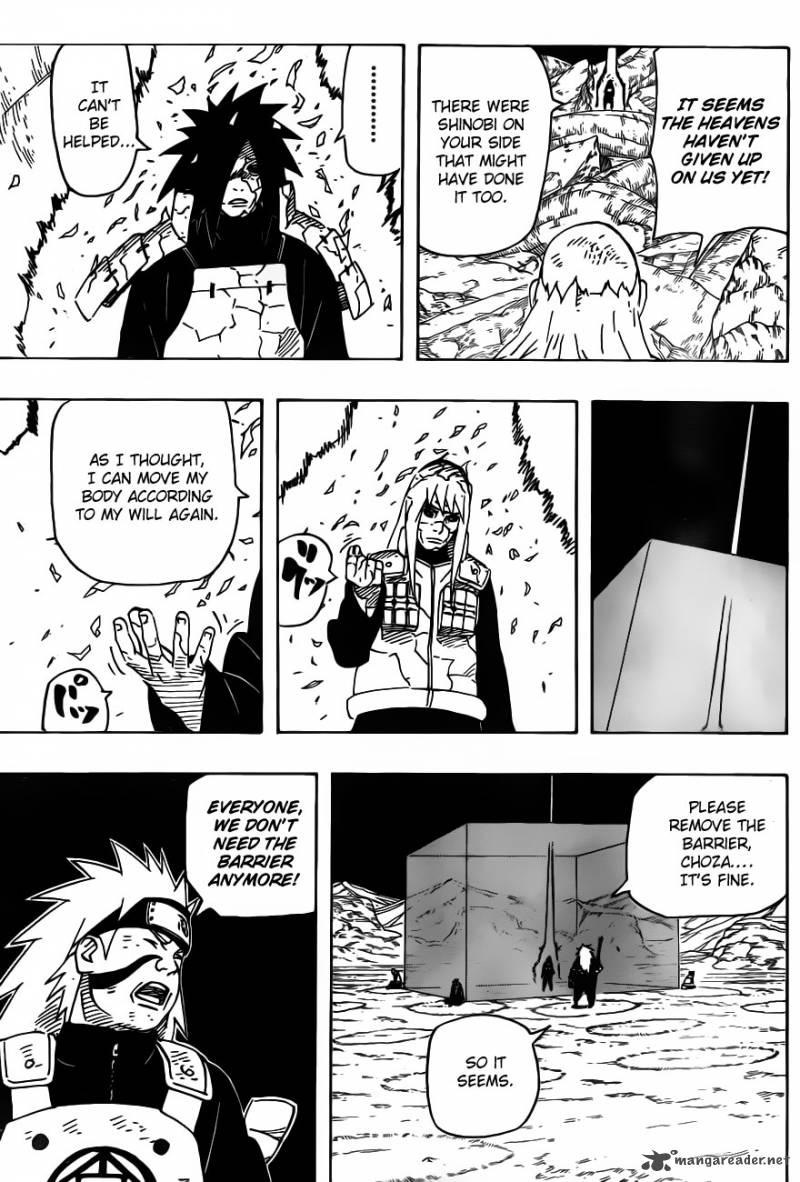 IT SEEMS
THE HEAVENS
HAVEN'T
GIVEN UP
ON US YET!
THERE WERE
SHINOBI ON
YOUR SIDE
THAT MIGHT
HAVE DONE
IT TOO.
.........
IT
CAN'T
BE
HELPED...
グッ
AS I THOUGHT,
I CAN MOVE MY
BODY ACCORDING
TO MY WILL AGAIN.
パッ
PLEASE
REMOVE THE
BARRIER,
CHOZA....
IT'S FINE.
SO IT
SEEMS.
EVERYONE,
WE DON'T
NEED THE
BARRIER
ANYMORE!
6
mangareader.net